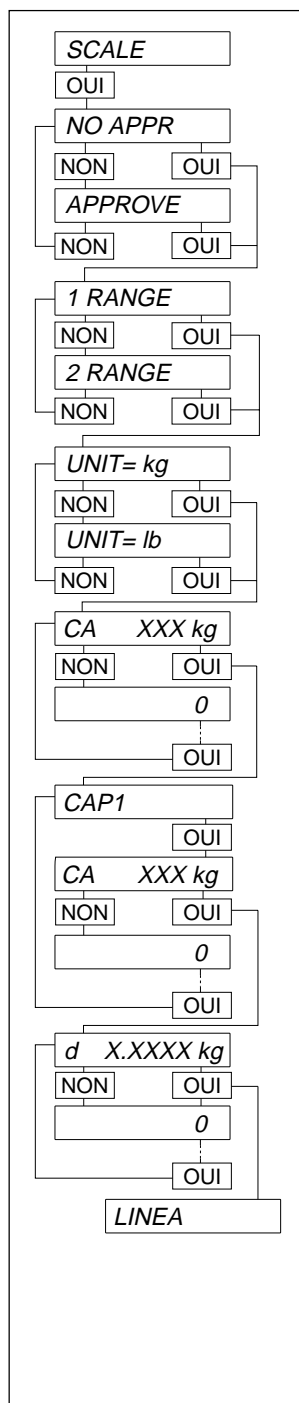 SCALE
OUI
NO APPR
NON OUI
APPROVE
NON OUI
1 RANGE
NON OUI
2 RANGE
NON OUI
UNIT= kg
NON OUI
UNIT= lb
NON OUI
CA XXX kg
NON OUI
0
OUI
CAP1
OUI
CA XXX kg
NON OUI
0
OUI
d X.XXXX kg
NON OUI
0
OUI
LINEA